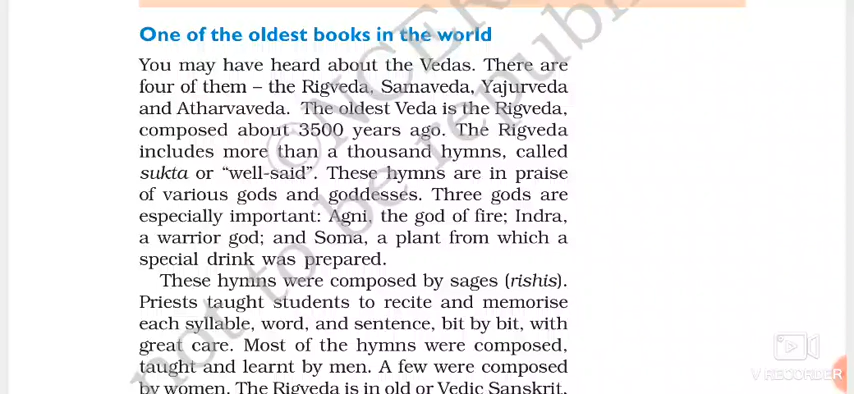 One of the oldest books in the world
You may have heard about the Vedas. There are
four of them – the Rigveda, Samaveda, Yajurveda
and Atharvaveda. The oldest Veda is the Rigveda,
composed about 3500 years ago. The Rigveda
includes more than a thousand hymns, called
sukta or “well-said”. These hymns are in praise
of various gods and goddesses. Three gods are
especially important: Agni, the god of fire; Indra,
a warrior god; and Soma, a plant from which a
special drink was prepared.
These hymns were composed by sages (rishis).
Priests taught students to recite and memorise
each syllable, word, and sentence, bit by bit, with
great care. Most of the hymns were composed,
taught and learnt by men. A few were composed
by women. The Rigveda is in old or Vedic Sanskrit,
©NCER
not to be republi
V RECORDER